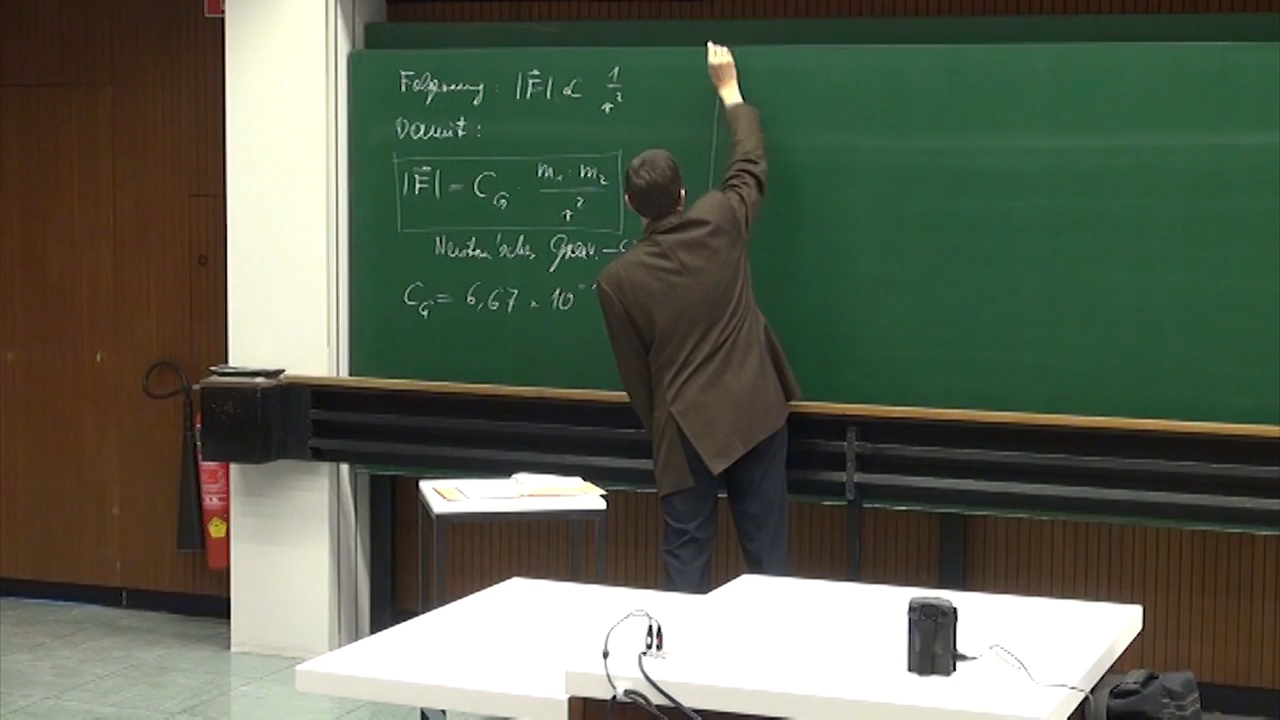 Folgerung: |F⃗| ∝ 1/r²
Damit:
|F⃗| = C_G · m₁ · m₂ / r²
Newton'sches Grav. –
C_G = 6,67 × 10⁻